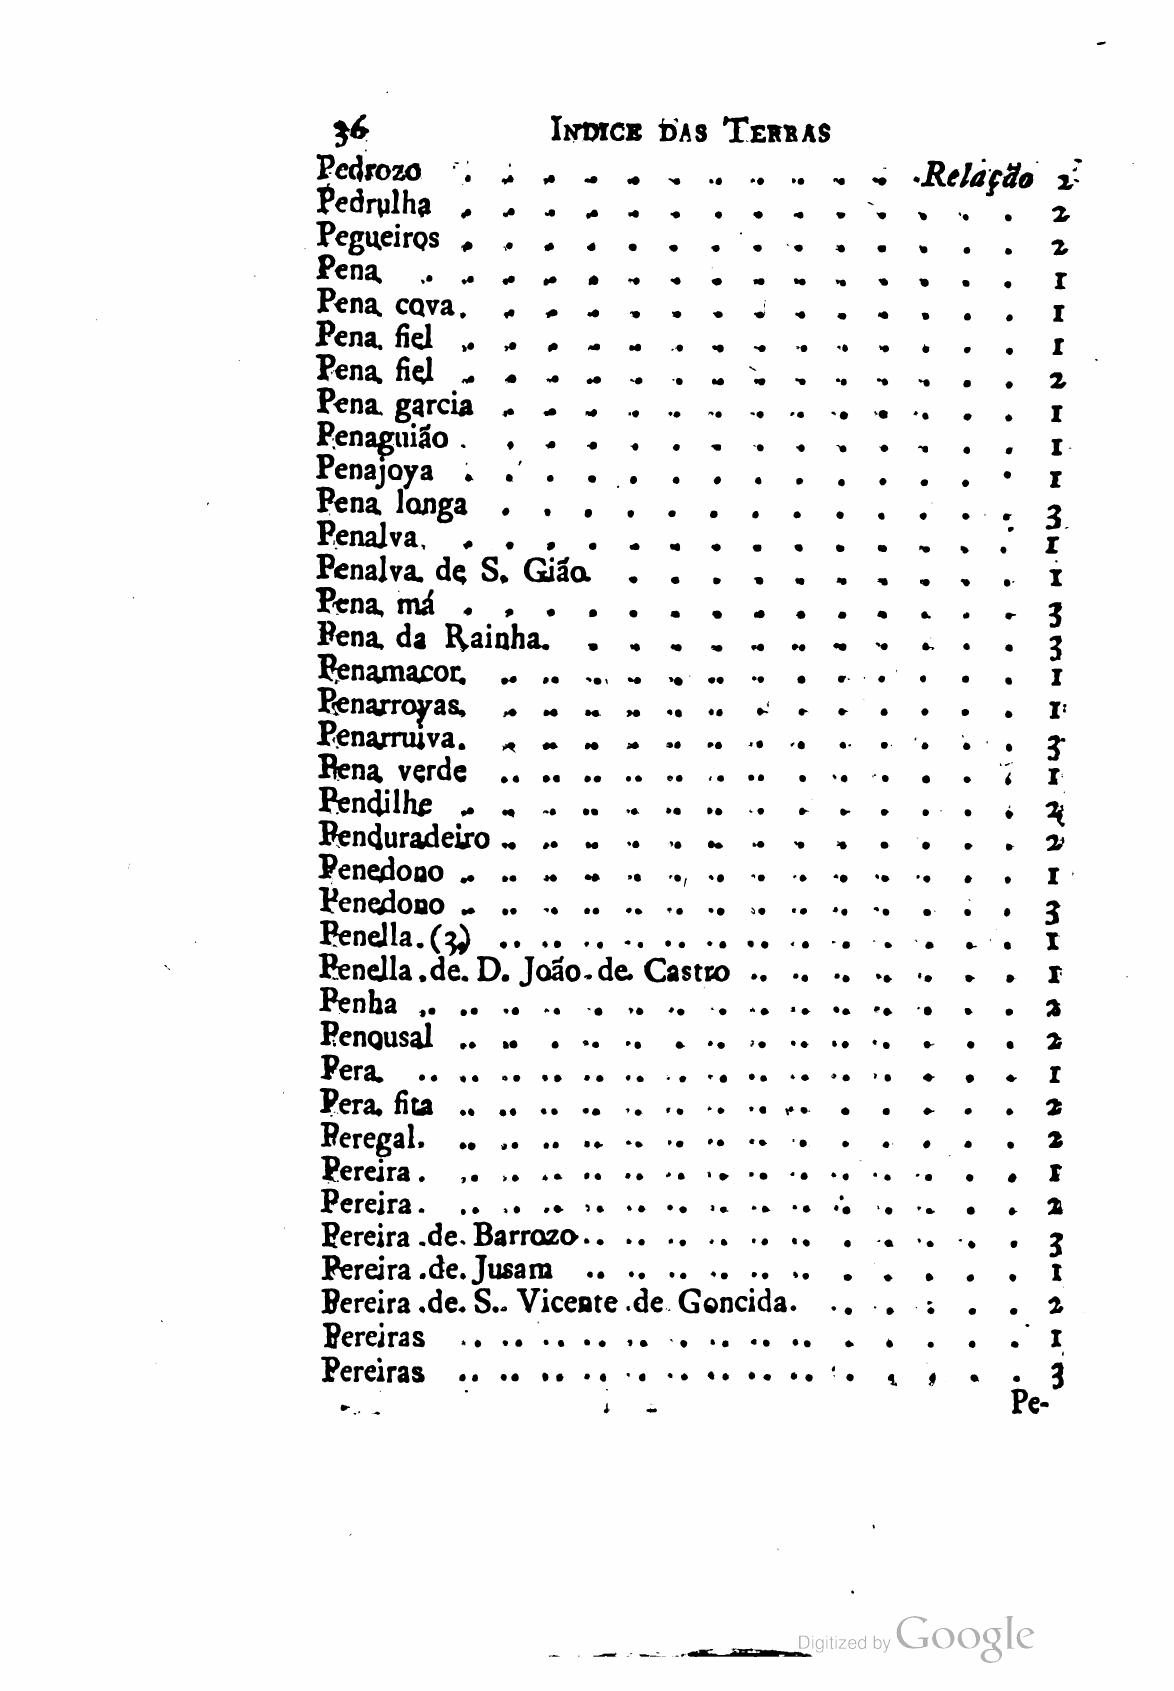 36 INDICE DAS TERRAS
Pedrozo . . . . . . . . . . . . Relação 2
Pedrulha . . . . . . . . . . . . . . 2
Pegueiros . . . . . . . . . . . . . . 2
Pena . . . . . . . . . . . . . . . 1
Pena cova . . . . . . . . . . . . . . 1
Pena fiel . . . . . . . . . . . . . . 1
Pena fiel . . . . . . . . . . . . . . 2
Pena garcia . . . . . . . . . . . . . 1
Penaguião . . . . . . . . . . . . . . 1
Penajoya . . . . . . . . . . . . . . 1
Pena longa . . . . . . . . . . . . . 3
Penalva . . . . . . . . . . . . . . 1
Penalva de S. Gião . . . . . . . . . . 1
Pena má . . . . . . . . . . . . . . 3
Pena da Rainha . . . . . . . . . . . 3
Penamacor . . . . . . . . . . . . . 1
Penarroyas . . . . . . . . . . . . . 1
Penarruiva . . . . . . . . . . . . . 3
Pena verde . . . . . . . . . . . . . 1
Pendilhe . . . . . . . . . . . . . . 2
Penduradeiro . . . . . . . . . . . . . 2
Penedono . . . . . . . . . . . . . . 1
Penedono . . . . . . . . . . . . . . 3
Penella (3) . . . . . . . . . . . . . 1
Penella de D. João de Castro . . . . . . . 1
Penha . . . . . . . . . . . . . . . 2
Penousal . . . . . . . . . . . . . . 2
Pera . . . . . . . . . . . . . . . 1
Pera fita . . . . . . . . . . . . . . 2
Peregal . . . . . . . . . . . . . . 2
Pereira . . . . . . . . . . . . . . 1
Pereira . . . . . . . . . . . . . . 2
Pereira de Barrozo . . . . . . . . . . . 3
Pereira de Jusam . . . . . . . . . . . 1
Pereira de S. Vicente de Goncida . . . . . . 2
Pereiras . . . . . . . . . . . . . . 1
Pereiras . . . . . . . . . . . . . . 3
Pe-
Digitized by Google